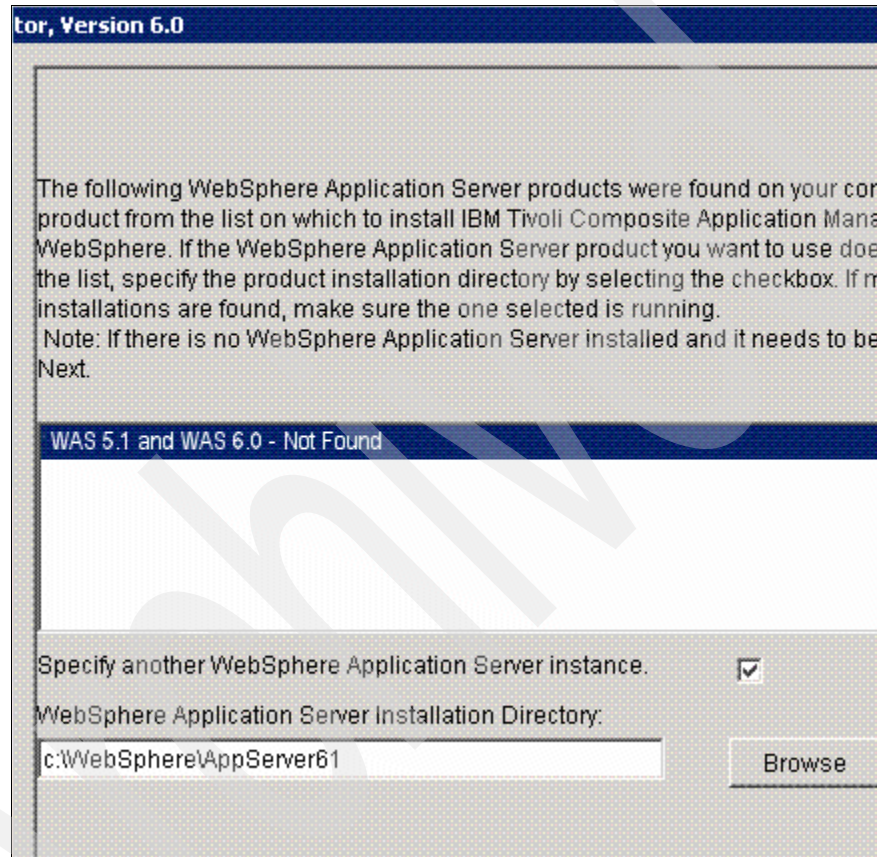 tor, Version 6.0
The following WebSphere Application Server products were found on your cor
product from the list on which to install IBM Tivoli Composite Application Mana
WebSphere. If the WebSphere Application Server product you want to use doe
the list, specify the product installation directory by selecting the checkbox. If m
installations are found, make sure the one selected is running.
Note: If there is no WebSphere Application Server installed and it needs to be
Next.
WAS 5.1 and WAS 6.0 - Not Found
Specify another WebSphere Application Server instance.
WebSphere Application Server Installation Directory:
c:\WebSphere\AppServer61
Browse